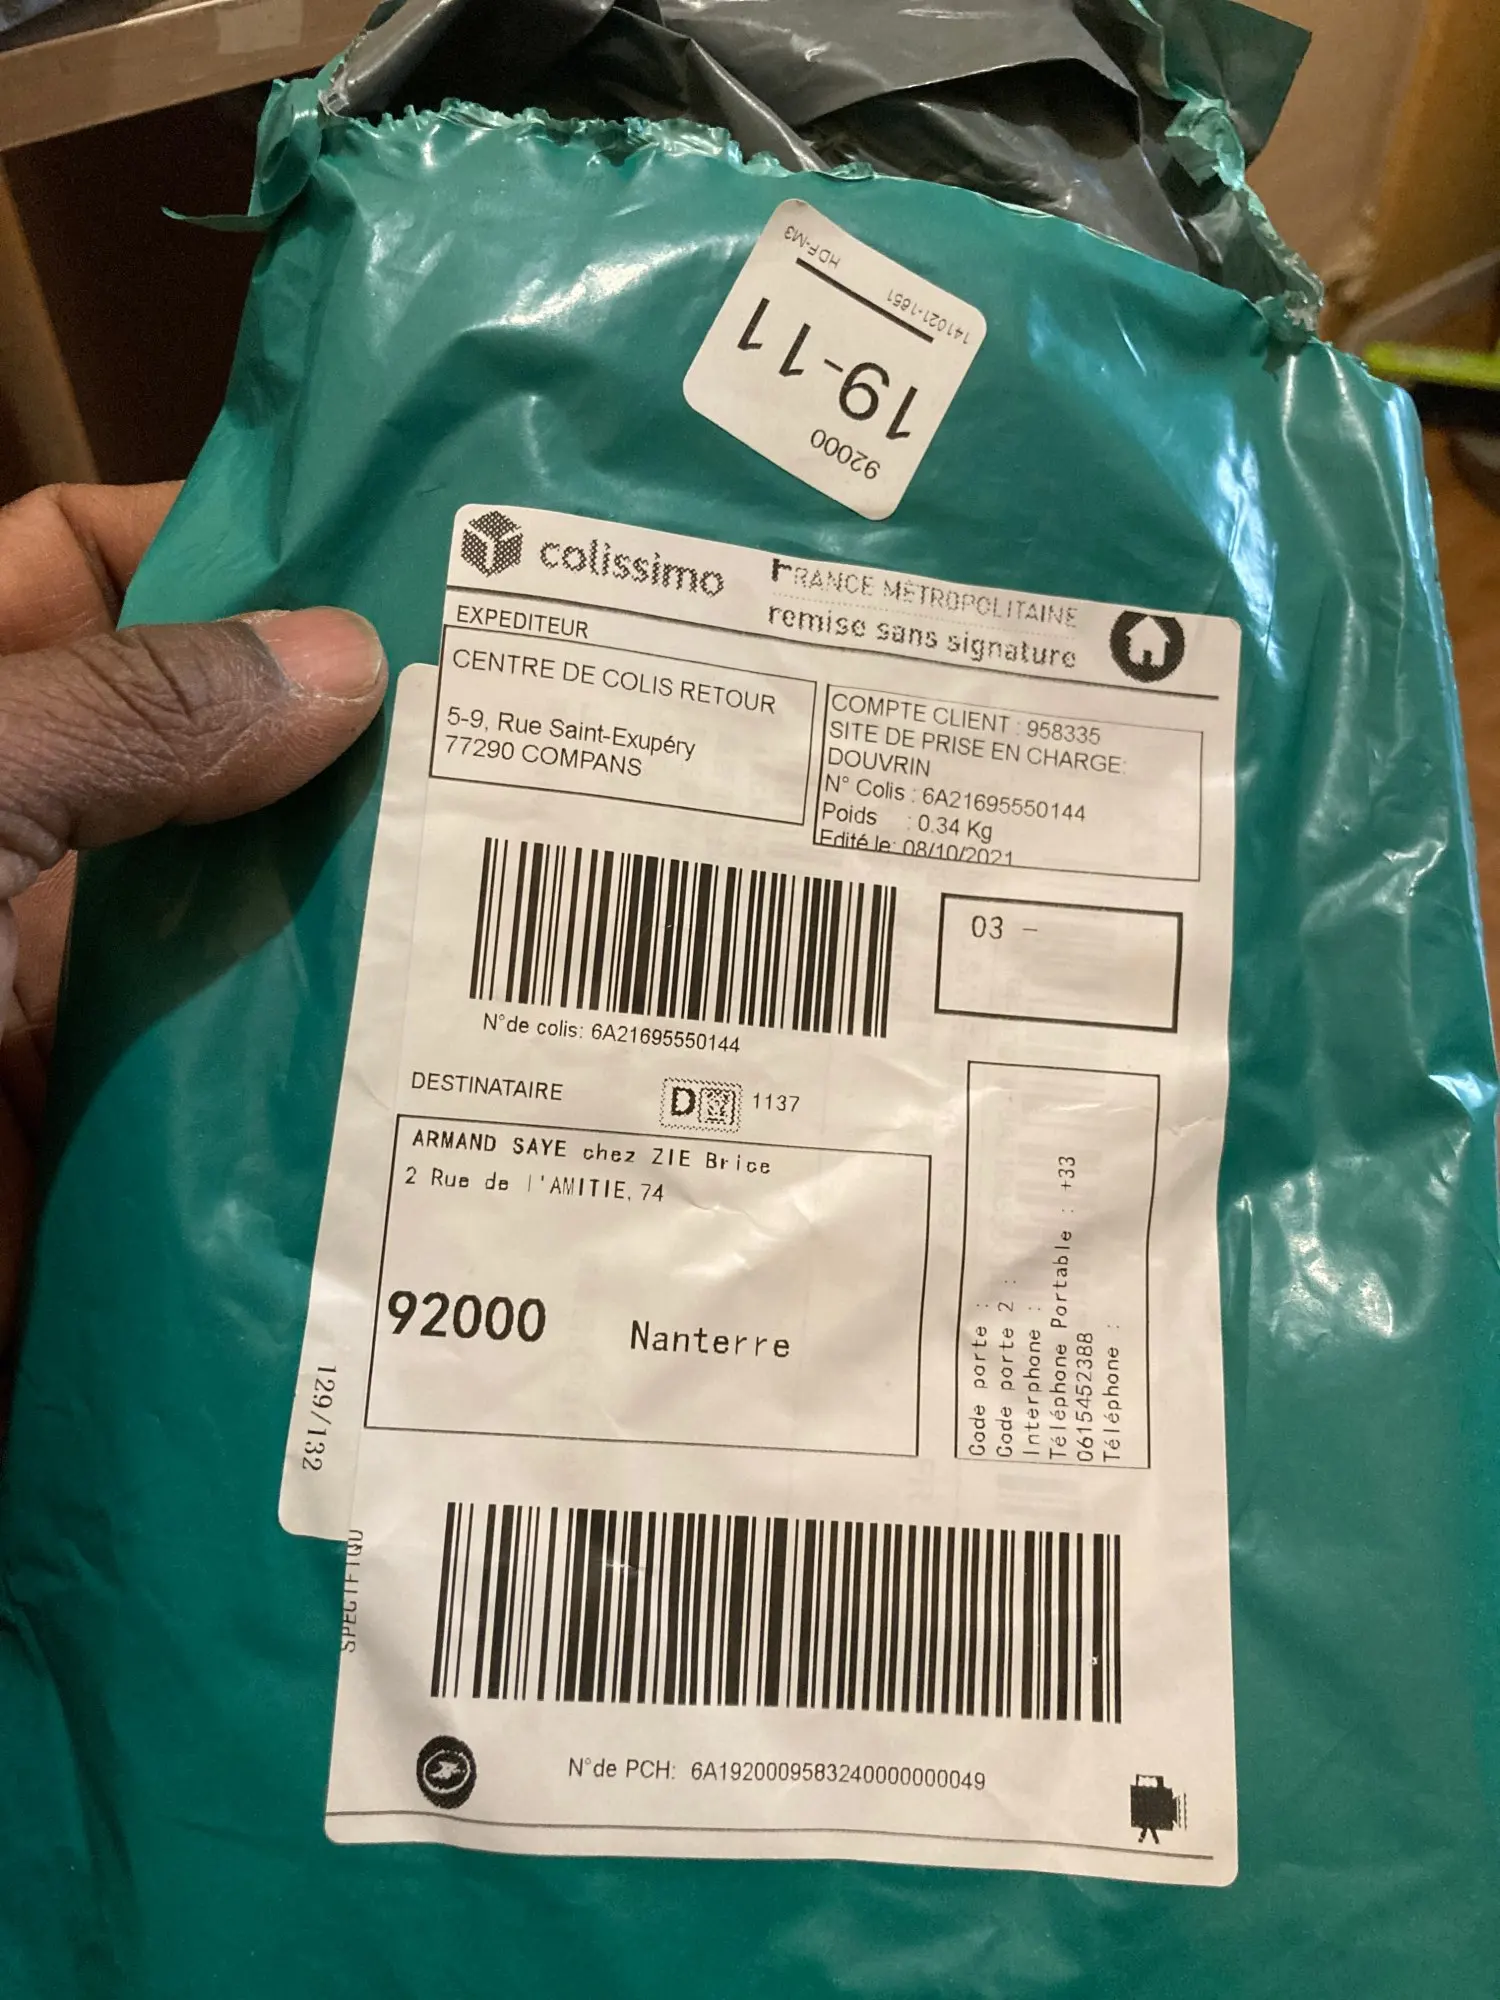 HDF-M3
141021-1651
19-11
92000
colissimo
FRANCE MÉTROPOLITAINE
remise sans signature
EXPEDITEUR
CENTRE DE COLIS RETOUR
5-9, Rue Saint-Exupéry
77290 COMPANS
COMPTE CLIENT : 958335
SITE DE PRISE EN CHARGE:
DOUVRIN
N° Colis : 6A21695550144
Poids : 0.34 Kg
Edité le: 08/10/2021
03 -
N°de colis: 6A21695550144
DESTINATAIRE
D 1137
ARMAND SAYE chez ZIE Brice
2 Rue de l'AMITIE, 74
92000 Nanterre
Code porte :
Code porte 2 :
Interphone :
Téléphone Portable : +33
0615452388
Téléphone :
129/132
SPECIFIQU
N°de PCH: 6A1920009583240000000049